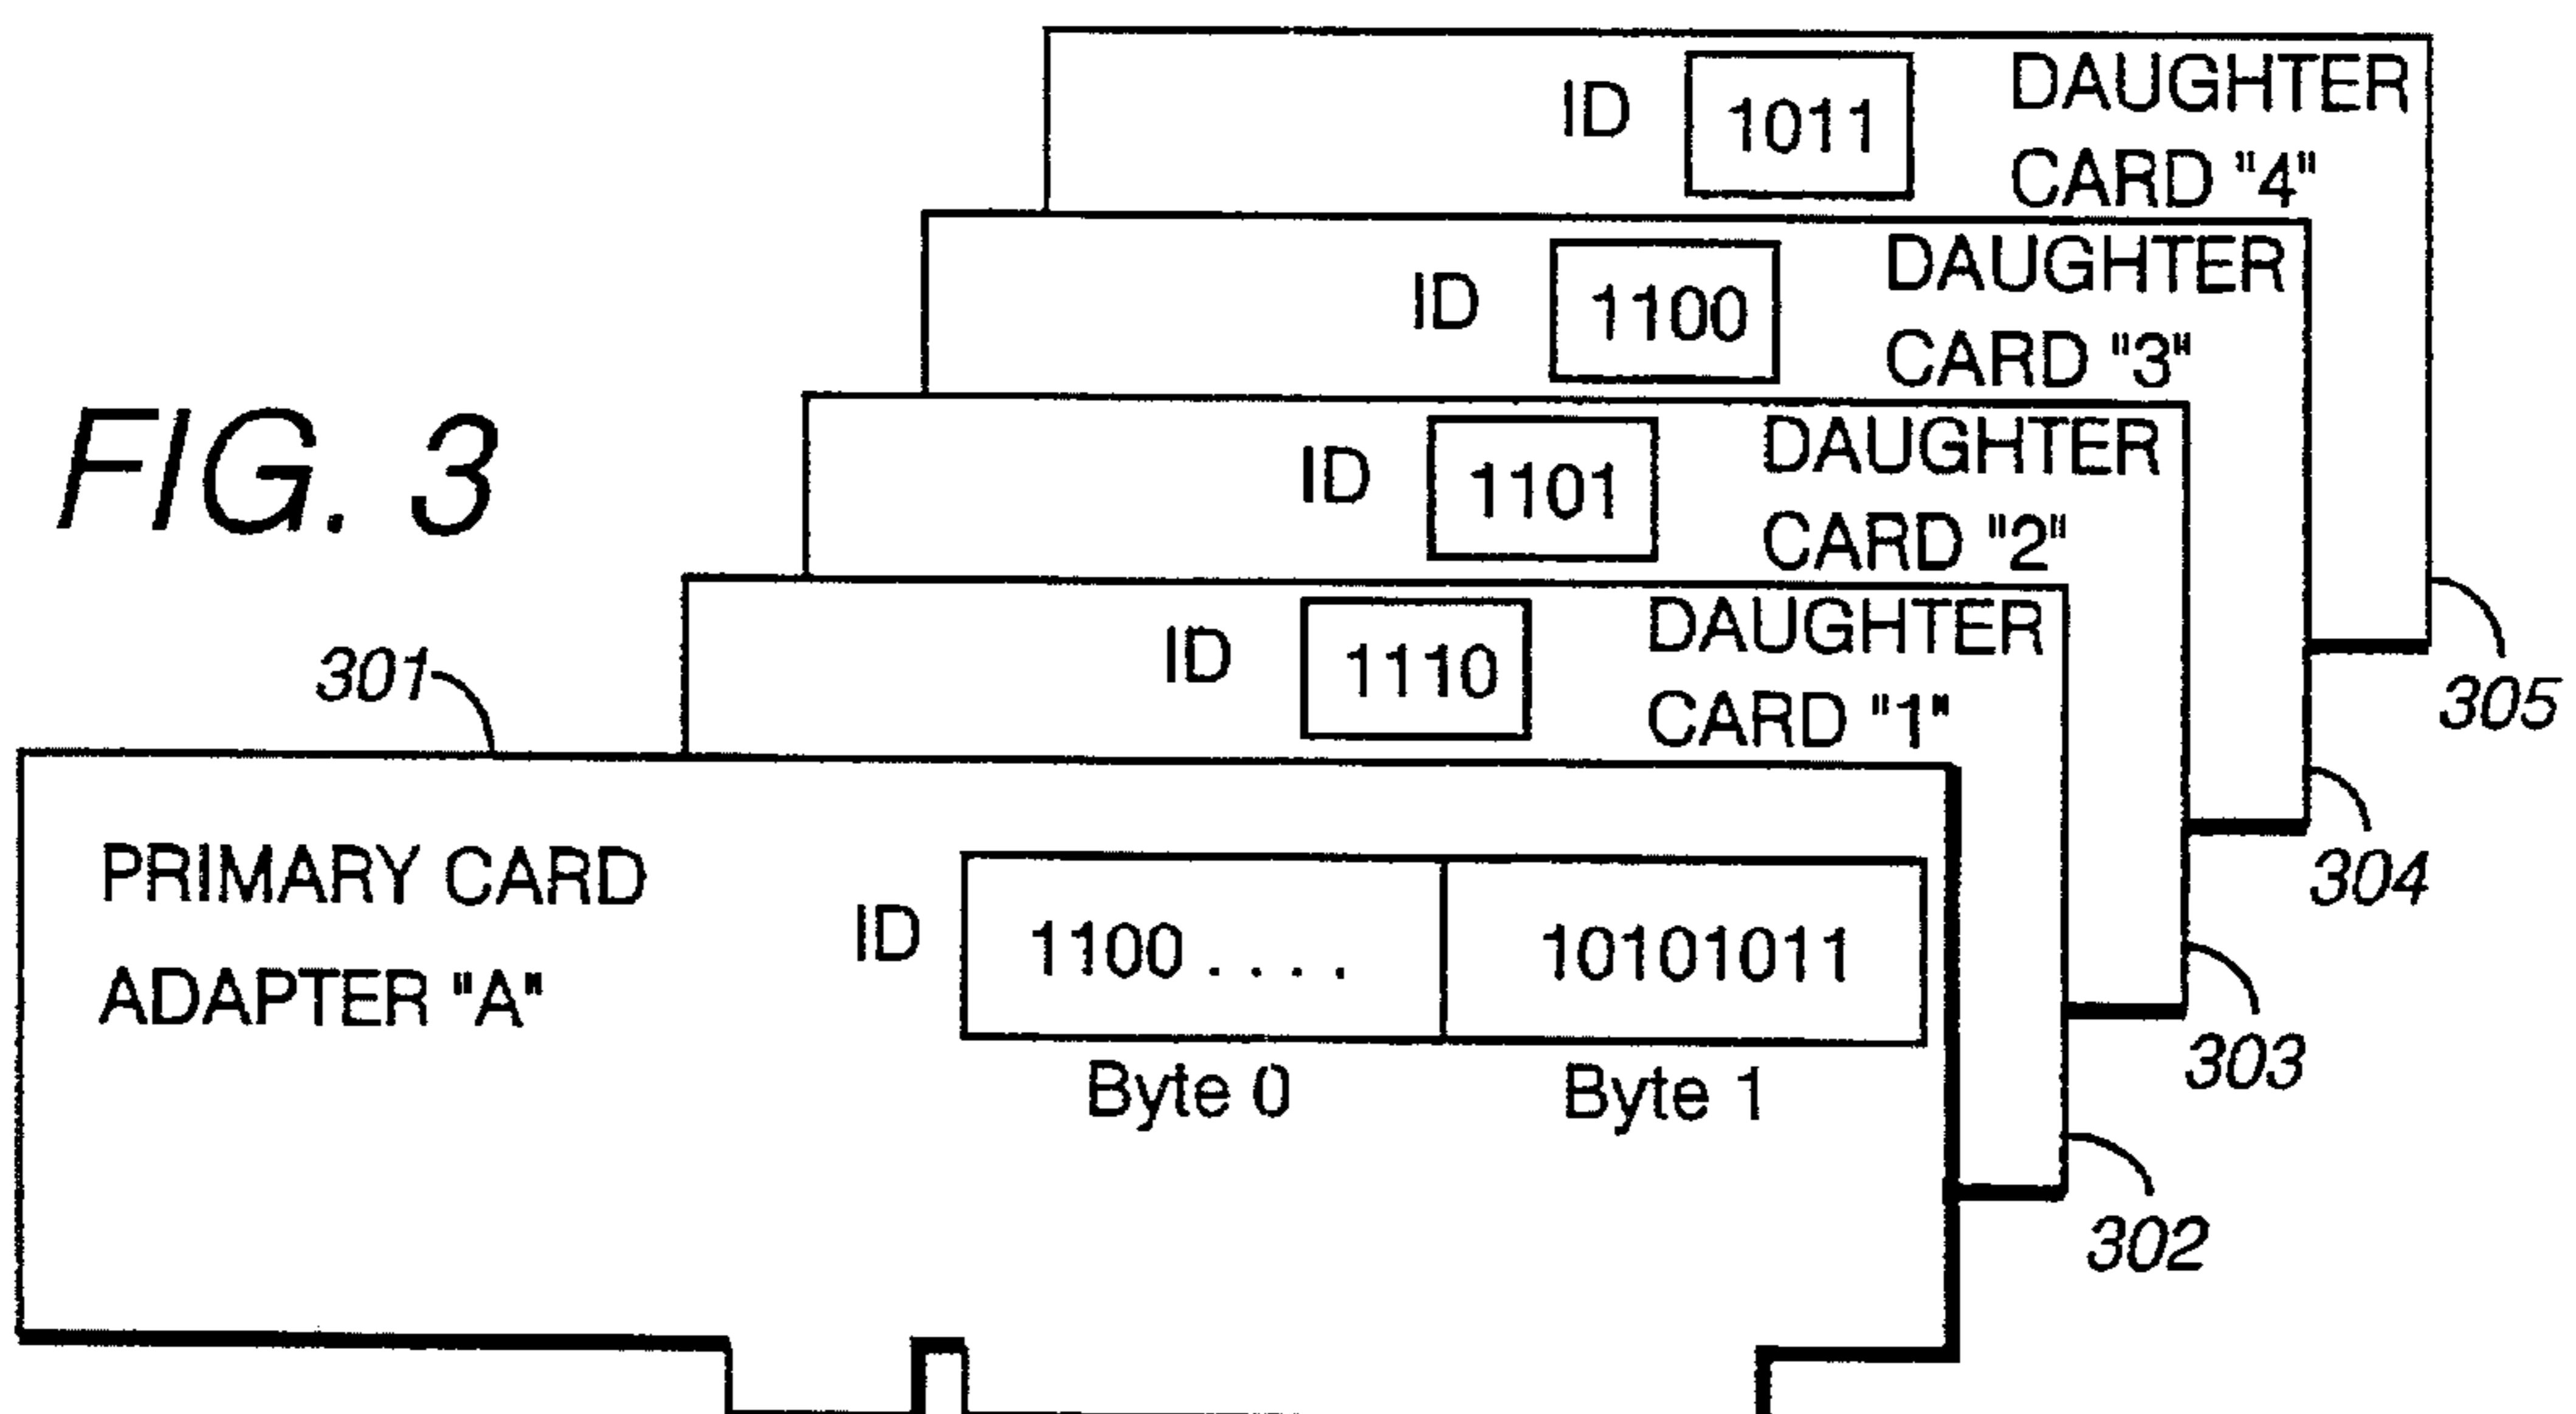 FIG. 3
ID 1011 DAUGHTER
CARD "4"
ID 1100 DAUGHTER
CARD "3"
ID 1101 DAUGHTER
CARD "2"
ID 1110 DAUGHTER
CARD "1"
301
305
304
303
302
PRIMARY CARD
ADAPTER "A"
ID 1100 . . . . 10101011
Byte 0 Byte 1